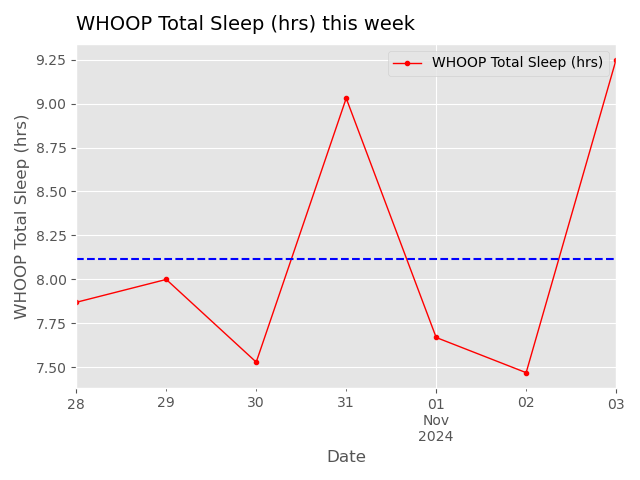 WHOOP Total Sleep (hrs) this week
WHOOP Total Sleep (hrs)
9.25
9.00
8.75
8.50
8.25
8.00
7.75
7.50
WHOOP Total Sleep (hrs)
28 29 30 31 01 02 03
Nov
2024
Date